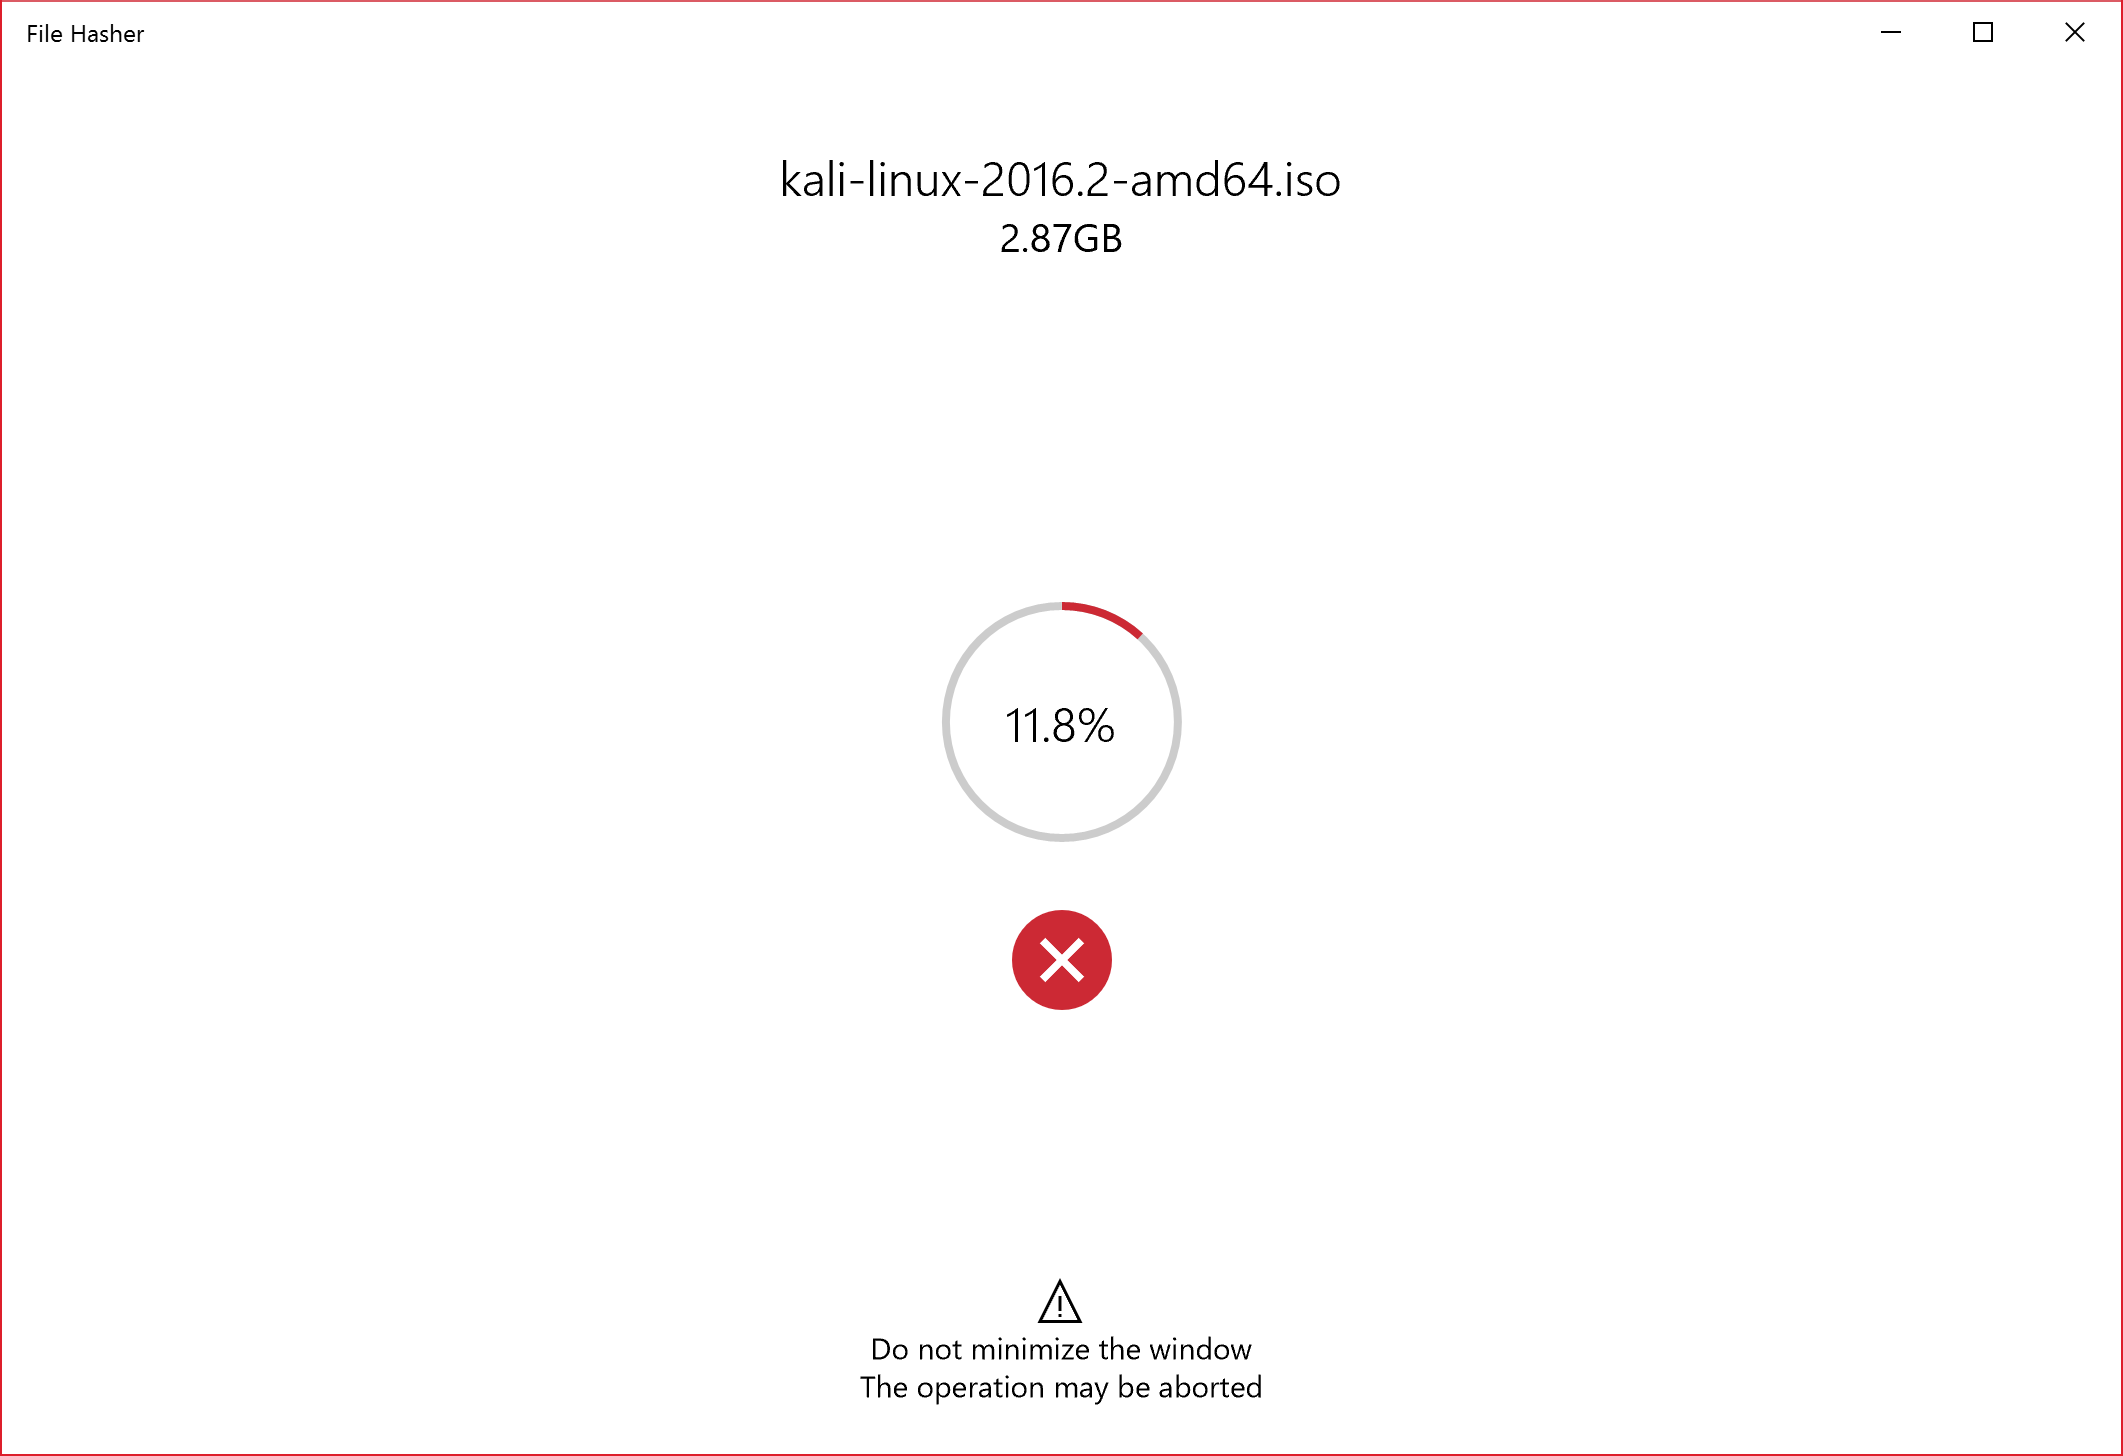 File Hasher
kali-linux-2016.2-amd64.iso
2.87GB
11.8%
Do not minimize the window
The operation may be aborted